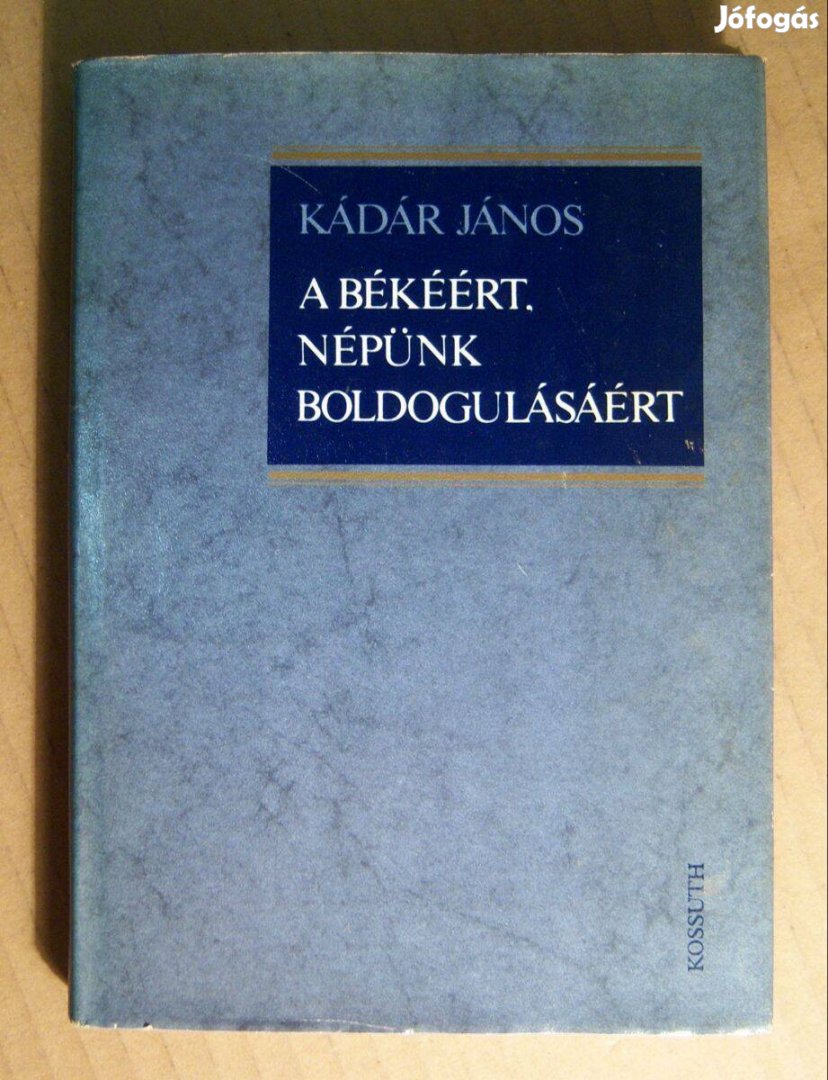 Jófogás
KÁDÁR JÁNOS
A BÉKÉÉRT,
NÉPÜNK
BOLDOGULÁSÁÉRT
KOSSUTH